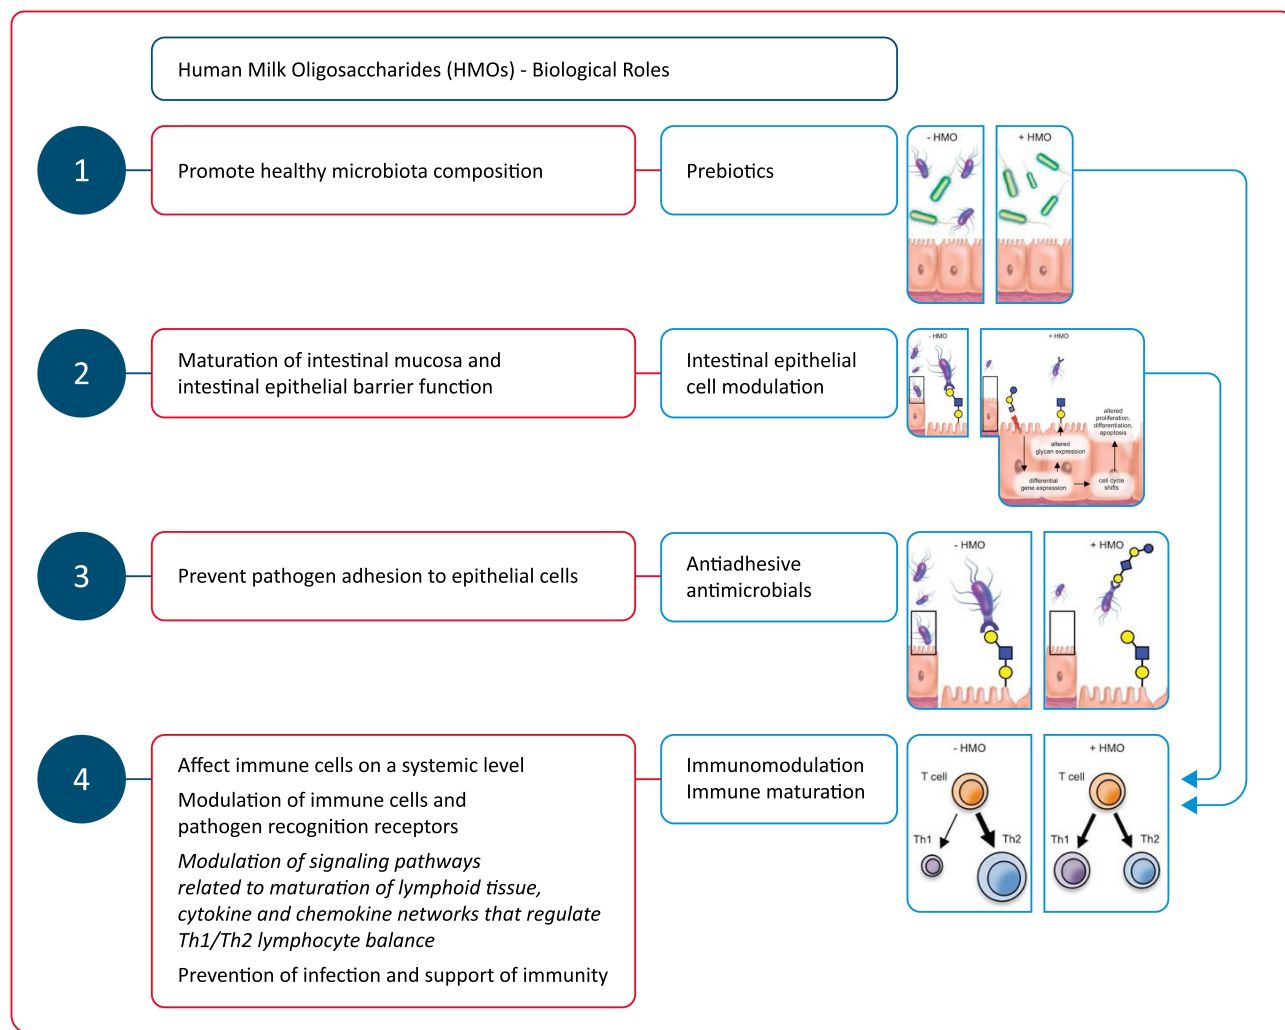 Human Milk Oligosaccharides (HMOs) - Biological Roles
1
Promote healthy microbiota composition
Prebiotics
- HMO
+ HMO
2
Maturation of intestinal mucosa and
intestinal epithelial barrier function
Intestinal epithelial
cell modulation
- HMO
+ HMO
altered
proliferation,
differentiation,
apoptosis
altered
glycan expression
differential
gene expression
cell cycle
shifts
3
Prevent pathogen adhesion to epithelial cells
Antiadhesive
antimicrobials
- HMO
+ HMO
4
Affect immune cells on a systemic level
Modulation of immune cells and
pathogen recognition receptors
Modulation of signaling pathways
related to maturation of lymphoid tissue,
cytokine and chemokine networks that regulate
Th1/Th2 lymphocyte balance
Prevention of infection and support of immunity
Immunomodulation
Immune maturation
- HMO
T cell
Th1
Th2
+ HMO
T cell
Th1
Th2